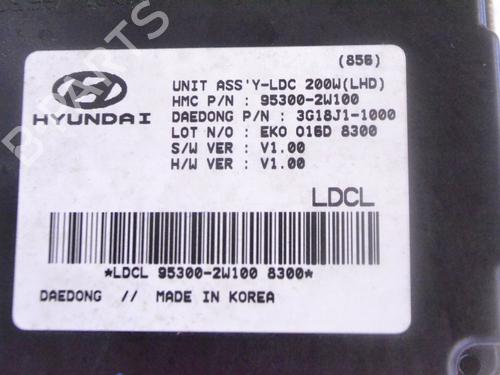 (856)
UNIT ASS'Y-LDC 200W(LHD)
HMC P/N : 95300-2W100
DAEDONG P/N : 3G18J1-1000
LOT N/O : EKO 016D 8300
S/W VER : V1.00
H/W VER : V1.00
HYUNDAI
LDCL
*LDCL 95300-2W100 8300*
DAEDONG // MADE IN KOREA